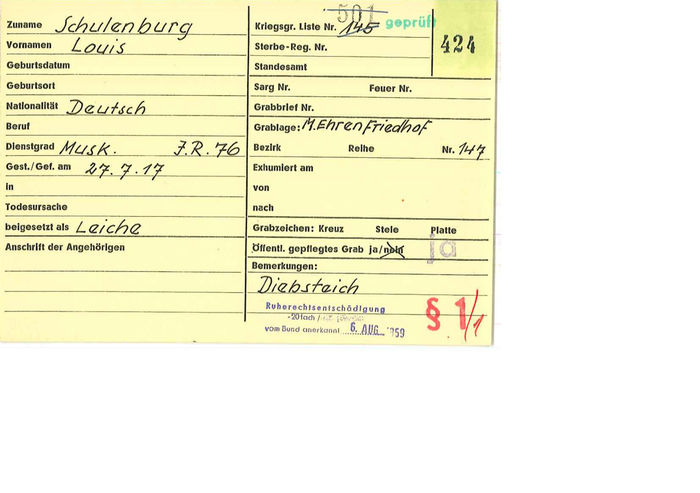 Zuname Schulenburg
Vornamen Louis
Geburtsdatum
Geburtsort
Nationalität Deutsch
Beruf
Dienstgrad Musk. J.R. 76
Gest./Gef. am 27.7.17
in
Todesursache
beigesetzt als Leiche
Anschrift der Angehörigen
501
Kriegsgr. Liste Nr. 145 geprüft
424
Sterbe-Reg. Nr.
Standesamt
Sarg Nr. Feuer Nr.
Grabbrief Nr.
Grablage: M.Ehrenfriedhof
Bezirk Reihe Nr. 147
Exhumiert am
von
nach
Grabzeichen: Kreuz Stele Platte
Öffentl. gepflegtes Grab ja/nein ja
Bemerkungen:
Diebsteich
Ruherechtsentschädigung
-20fach/
vom Bund anerkannt 6. AUG. 1959
§ 1/1